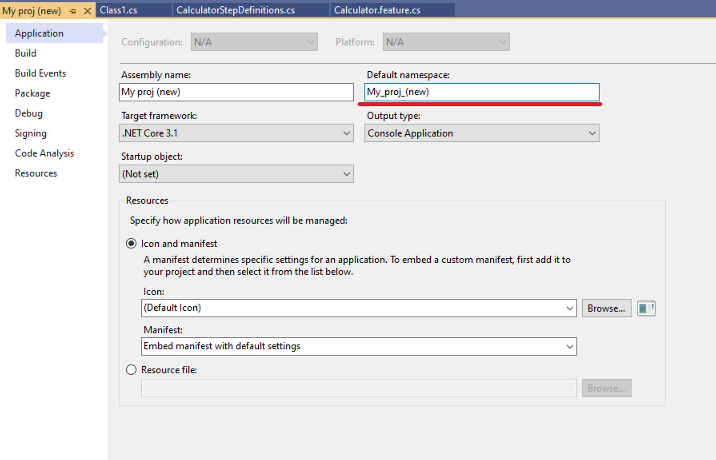 My proj (new) Class1.cs CalculatorStepDefinitions.cs Calculator.feature.cs
Application
Build
Build Events
Package
Debug
Signing
Code Analysis
Resources
Configuration: N/A Platform: N/A
Assembly name: Default namespace:
My proj (new) My_proj_(new)
Target framework: Output type:
.NET Core 3.1 Console Application
Startup object:
(Not set)
Resources
Specify how application resources will be managed:
Icon and manifest
A manifest determines specific settings for an application. To embed a custom manifest, first add it to
your project and then select it from the list below.
Icon:
(Default Icon) Browse...
Manifest:
Embed manifest with default settings
Resource file:
Browse...